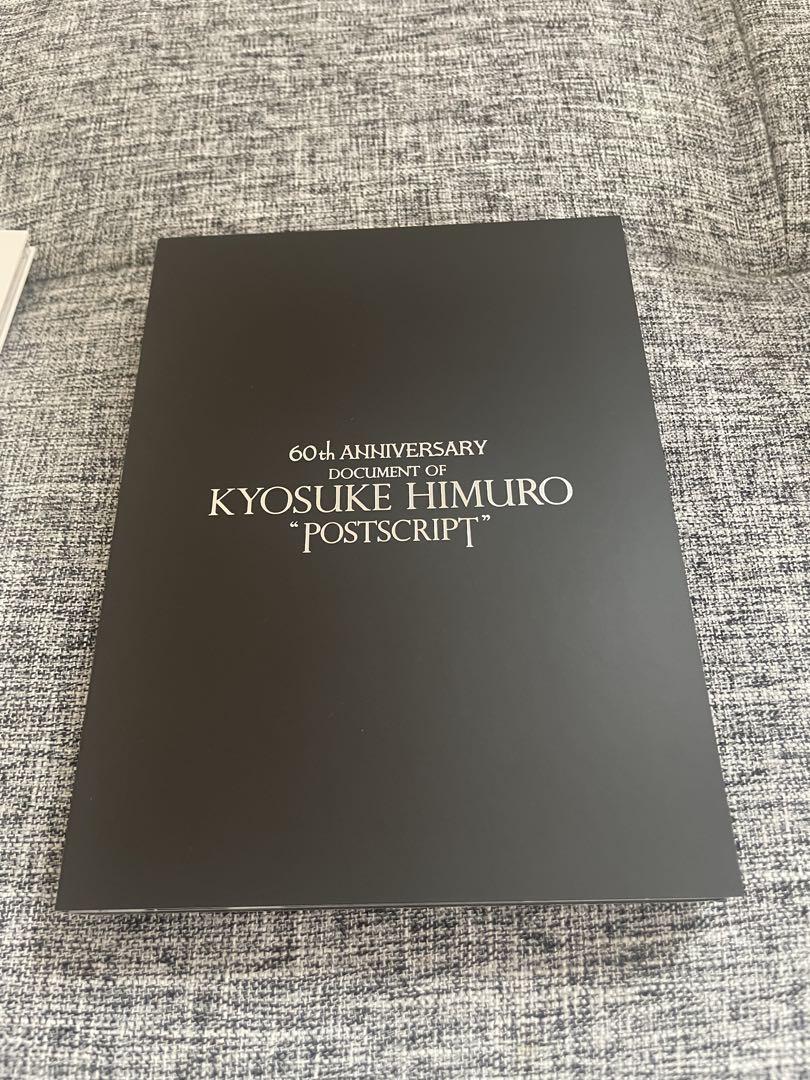 60th ANNIVERSARY
DOCUMENT OF
KYOSUKE HIMURO
“POSTSCRIPT”